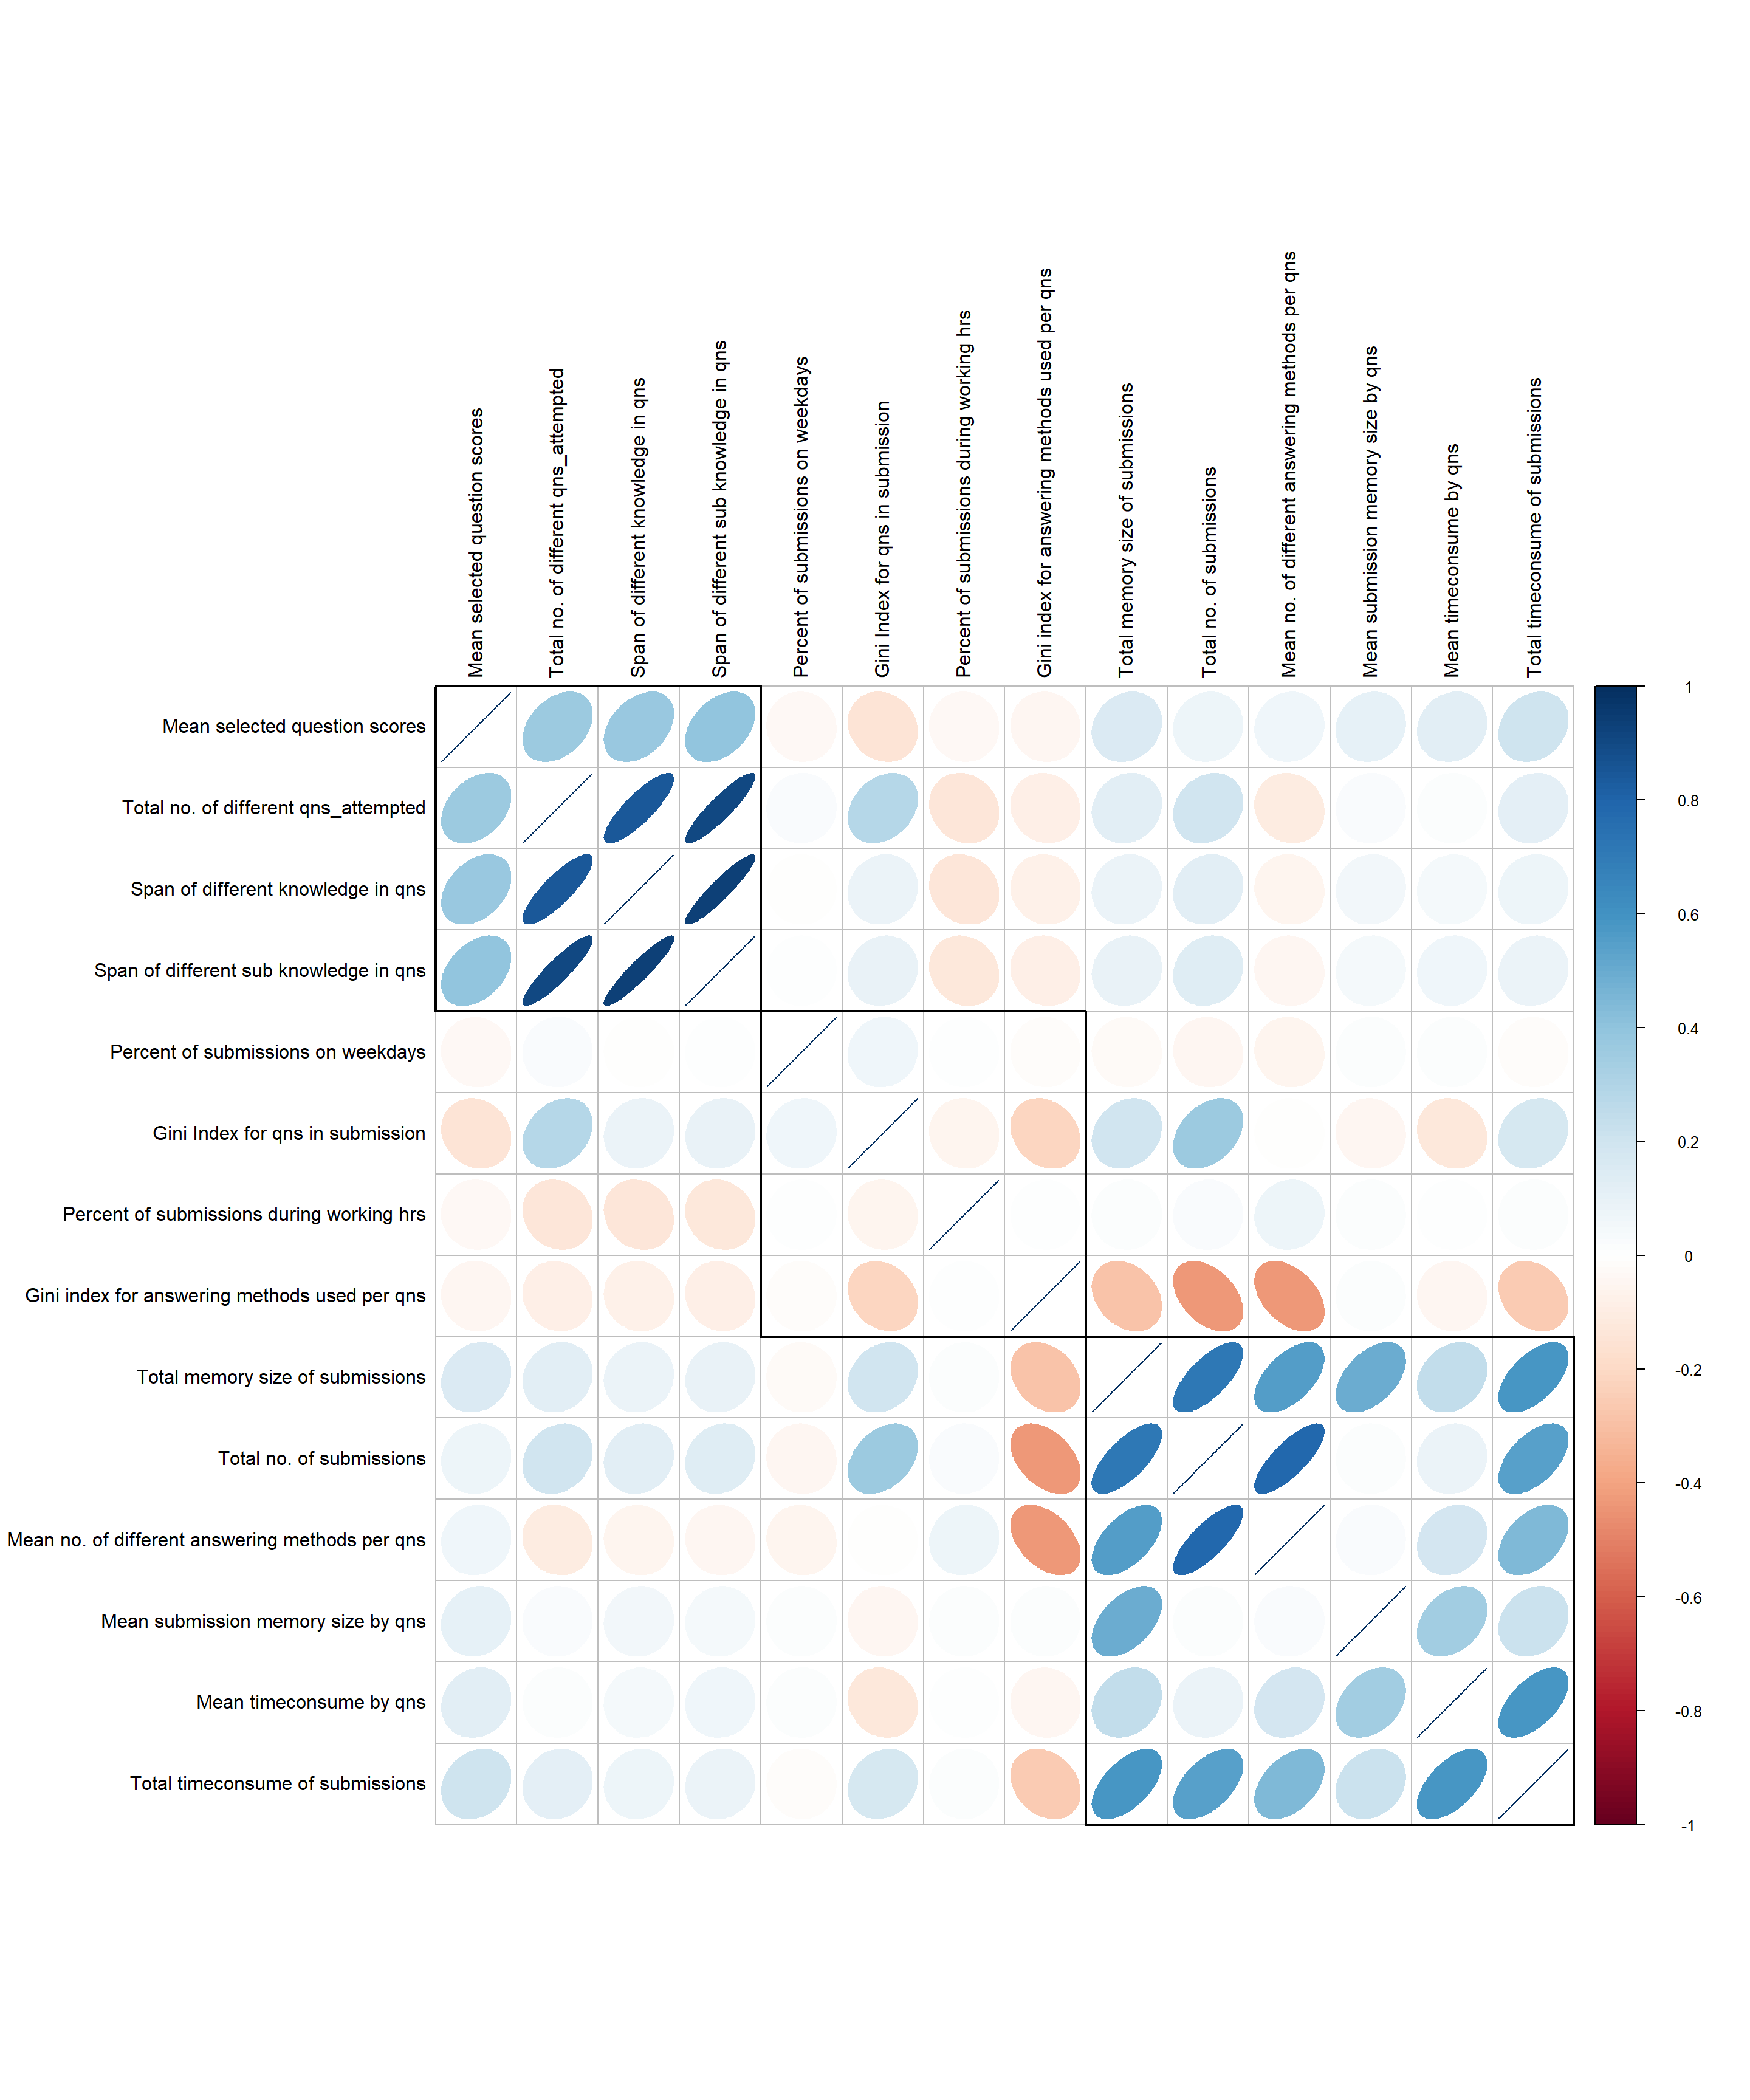 Mean selected question scores
Total no. of different qns_attempted
Span of different knowledge in qns
Span of different sub knowledge in qns
Percent of submissions on weekdays
Gini Index for qns in submission
Percent of submissions during working hrs
Gini index for answering methods used per qns
Total memory size of submissions
Total no. of submissions
Mean no. of different answering methods per qns
Mean submission memory size by qns
Mean timeconsume by qns
Total timeconsume of submissions
Mean selected question scores
Total no. of different qns_attempted
Span of different knowledge in qns
Span of different sub knowledge in qns
Percent of submissions on weekdays
Gini Index for qns in submission
Percent of submissions during working hrs
Gini index for answering methods used per qns
Total memory size of submissions
Total no. of submissions
Mean no. of different answering methods per qns
Mean submission memory size by qns
Mean timeconsume by qns
Total timeconsume of submissions
1
0.8
0.6
0.4
0.2
0
-0.2
-0.4
-0.6
-0.8
-1